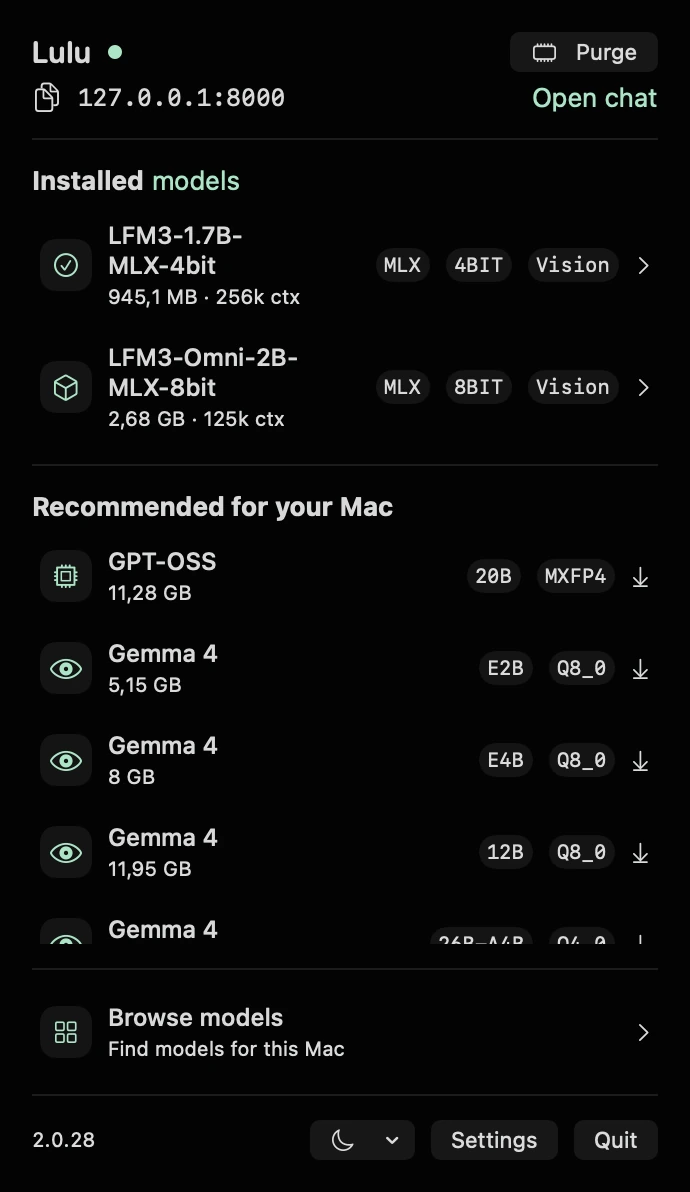 Lulu
Purge
127.0.0.1:8000
Open chat
Installed models
LFM3-1.7B-
MLX-4bit
945,1 MB · 256k ctx
MLX 4BIT Vision
LFM3-Omni-2B-
MLX-8bit
2,68 GB · 125k ctx
MLX 8BIT Vision
Recommended for your Mac
GPT-OSS
11,28 GB
20B MXFP4
Gemma 4
5,15 GB
E2B Q8_0
Gemma 4
8 GB
E4B Q8_0
Gemma 4
11,95 GB
12B Q8_0
Gemma 4
26B-A4B Q4_0
Browse models
Find models for this Mac
2.0.28
Settings
Quit